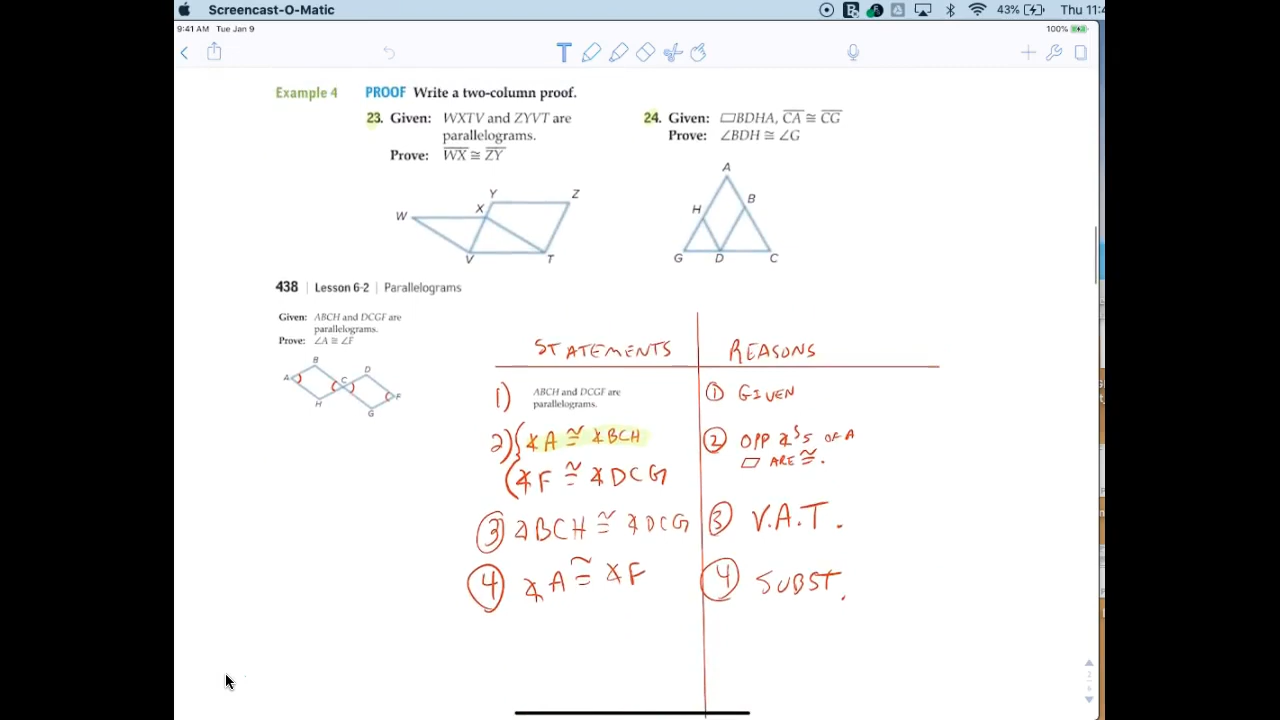 Screencast-O-Matic
43%
Thu 11:4
9:41 AM Tue Jan 9
100%
T
Example 4 PROOF Write a two-column proof.
23. Given: WXTV and ZYVT are
parallelograms.
Prove: WX ≅ ZY
24. Given: ▱BDHA, CA ≅ CG
Prove: ∠BDH ≅ ∠G
W X Y Z V T
A H B G D C
438 | Lesson 6-2 | Parallelograms
Given: ABCH and DCGF are
parallelograms.
Prove: ∠A ≅ ∠F
B D A C F H G
STATEMENTS REASONS
1) ABCH and DCGF are
parallelograms.
① GIVEN
2) { ∡A ≅ ∡BCH
∡F ≅ ∡DCG
② OPP ∡'S OF A
▱ ARE ≅.
③ ∡BCH ≅ ∡DCG ③ V.A.T.
④ ∡A ≅ ∡F ④ SUBST.